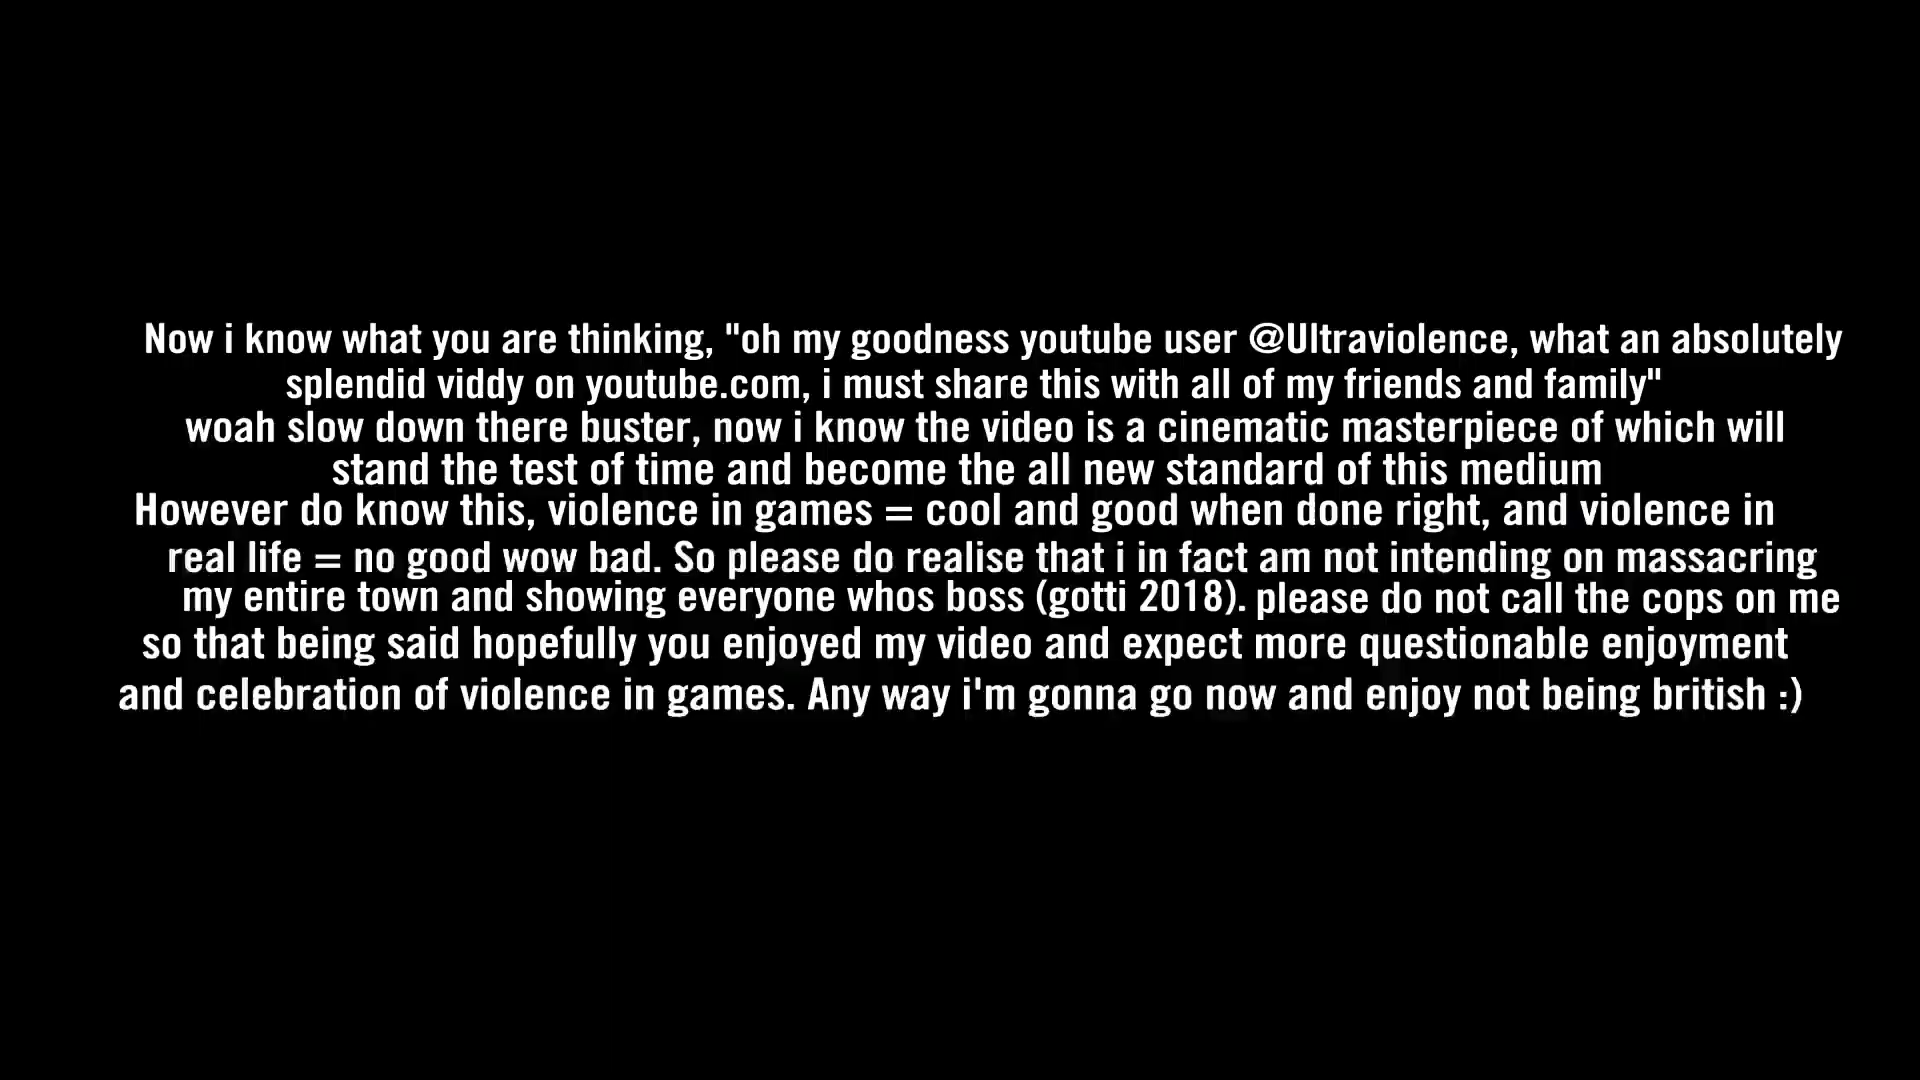 Now i know what you are thinking, "oh my goodness youtube user @Ultraviolence, what an absolutely
splendid viddy on youtube.com, i must share this with all of my friends and family"
woah slow down there buster, now i know the video is a cinematic masterpiece of which will
stand the test of time and become the all new standard of this medium
However do know this, violence in games = cool and good when done right, and violence in
real life = no good wow bad. So please do realise that i in fact am not intending on massacring
my entire town and showing everyone whos boss (gotti 2018). please do not call the cops on me
so that being said hopefully you enjoyed my video and expect more questionable enjoyment
and celebration of violence in games. Any way i'm gonna go now and enjoy not being british :)